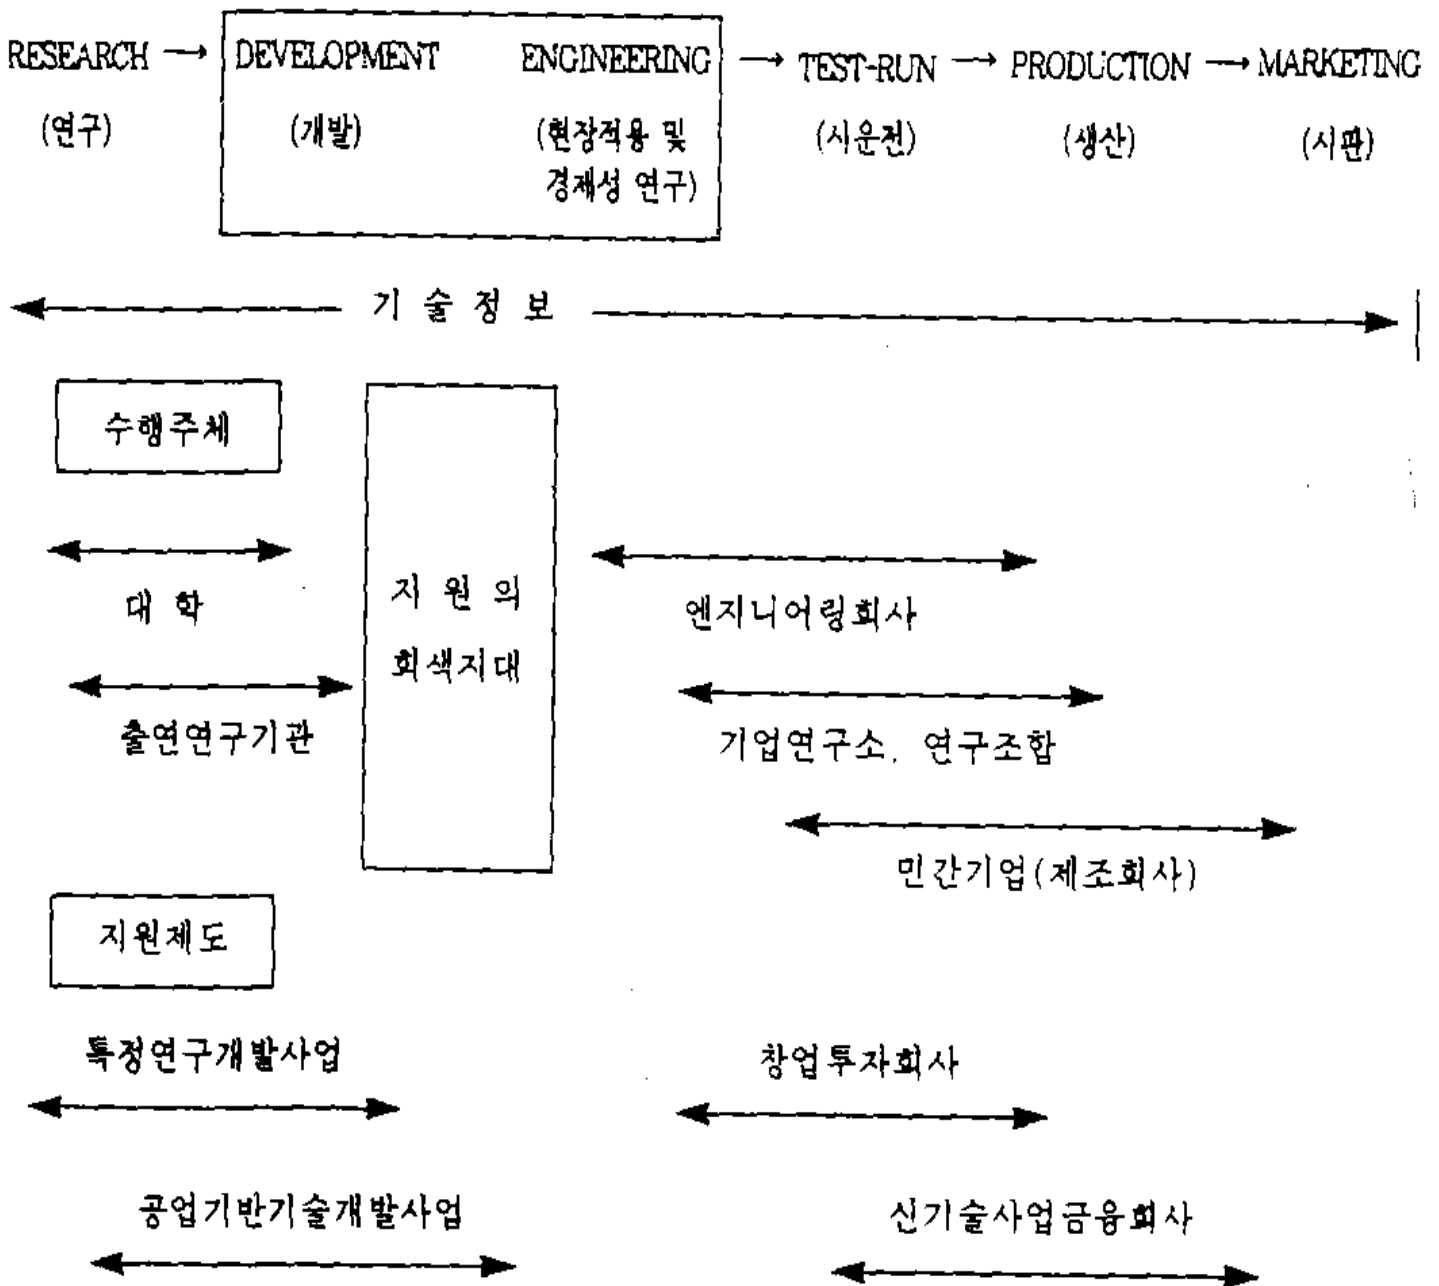 RESEARCH → DEVELOPMENT ENGINEERING → TEST-RUN → PRODUCTION → MARKETING
(연구) (개발) (현장적용 및 (시운전) (생산) (시판)
경제성 연구)
기 술 정 보
수행주체
대 학
지 원 의
회색지대
엔지니어링회사
출연연구기관
기업연구소, 연구조합
민간기업(제조회사)
지원제도
특정연구개발사업
창업투자회사
공업기반기술개발사업
신기술사업금융회사